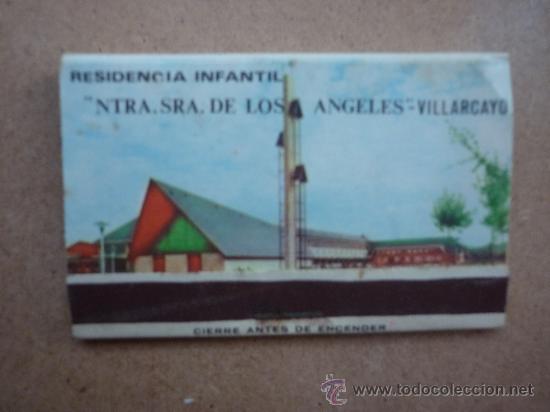 RESIDENCIA INFANTIL
"NTRA. SRA. DE LOS ANGELES"-VILLARCAYO
CIERRE ANTES DE ENCENDER
www.todocoleccion.net